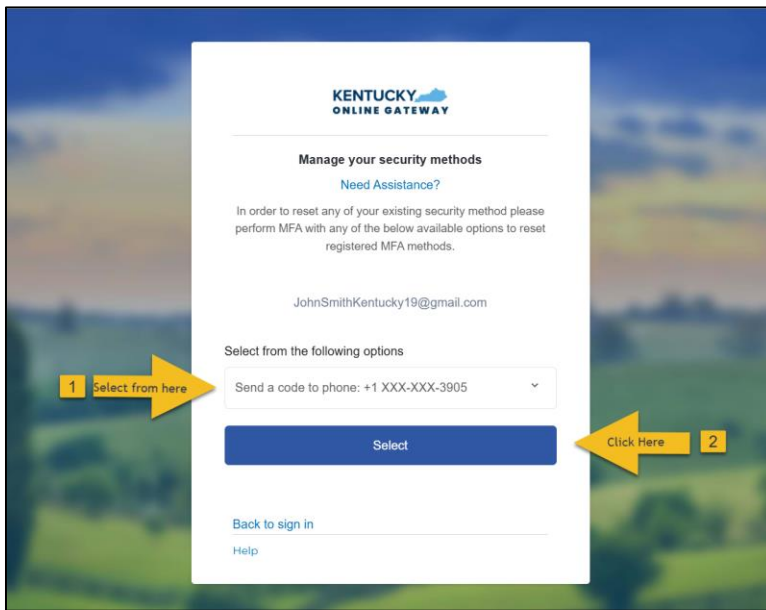 KENTUCKY
ONLINE GATEWAY
Manage your security methods
Need Assistance?
In order to reset any of your existing security method please
perform MFA with any of the below available options to reset
registered MFA methods.
JohnSmithKentucky19@gmail.com
Select from the following options
1 Select from here
Send a code to phone: +1 XXX-XXX-3905
Select
Click Here 2
Back to sign in
Help